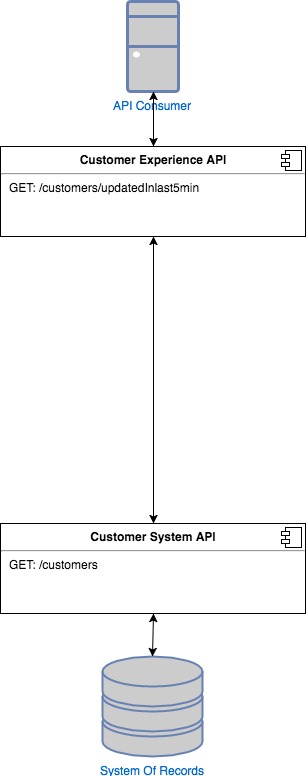 API Consumer
Customer Experience API
GET: /customers/updatedInlast5min
Customer System API
GET: /customers
System Of Records